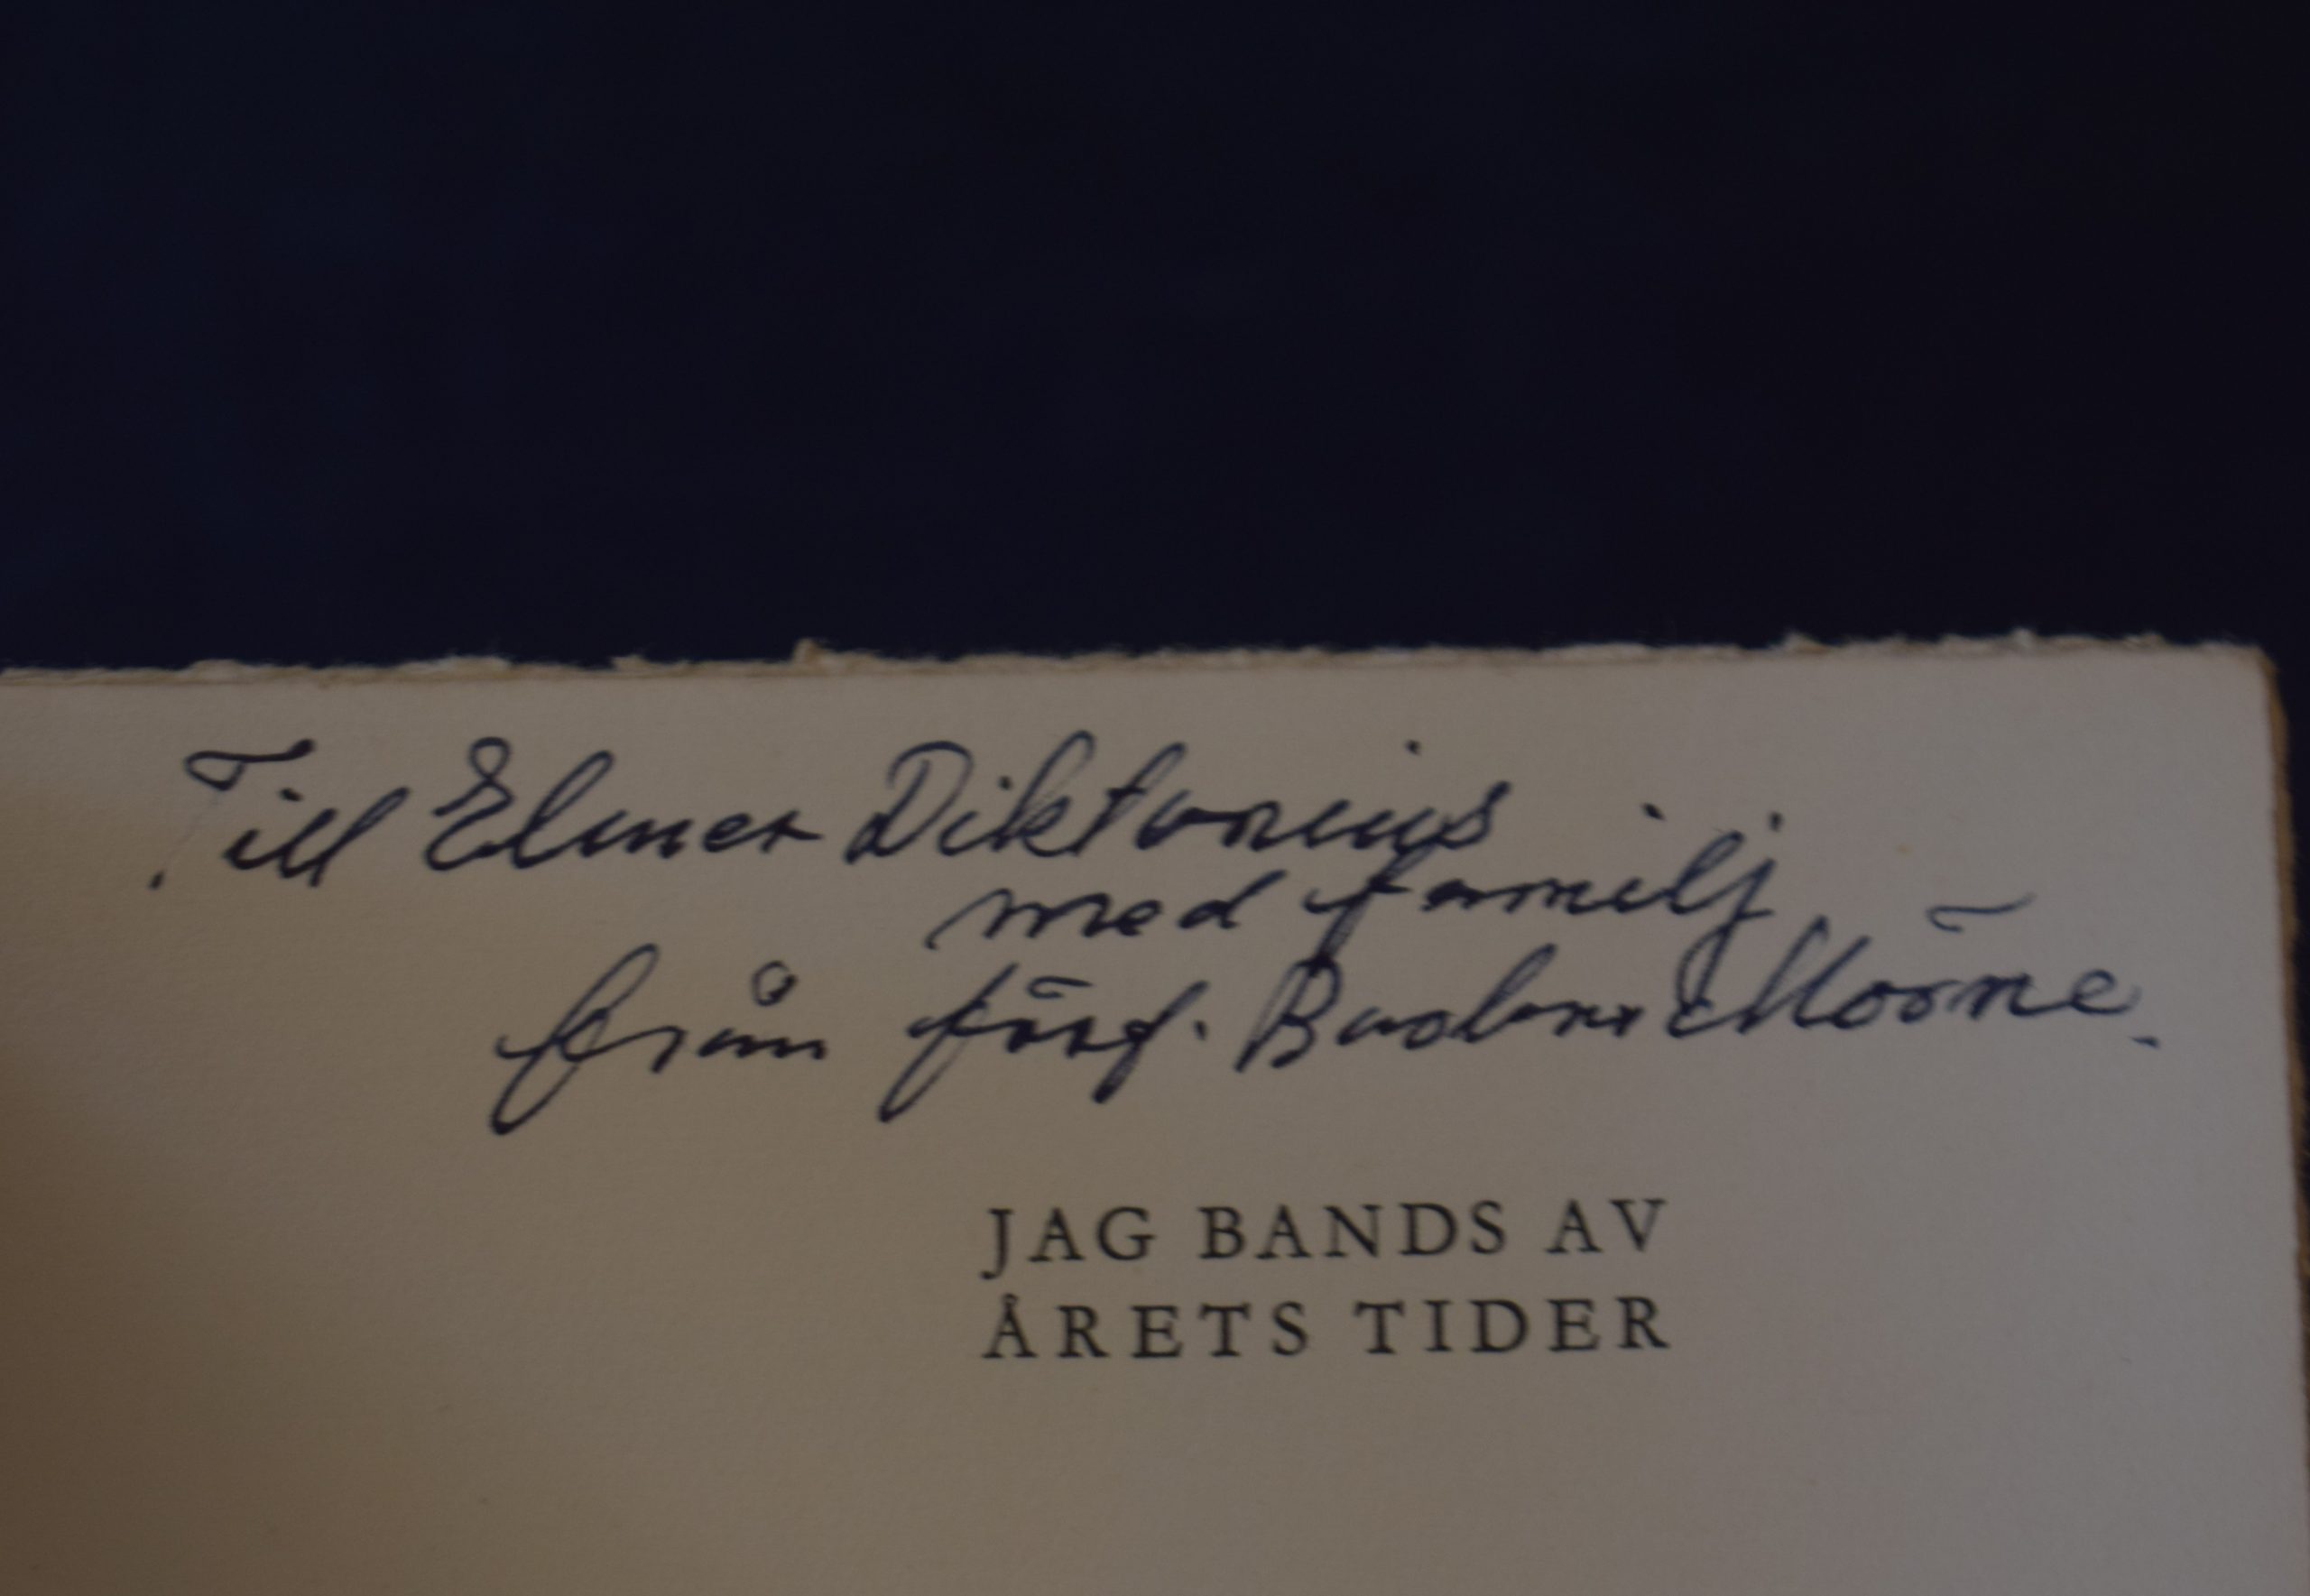 Till Elmer Diktonius
med familj
från förf. Barbro Mörne.
JAG BANDS AV
ÅRETS TIDER